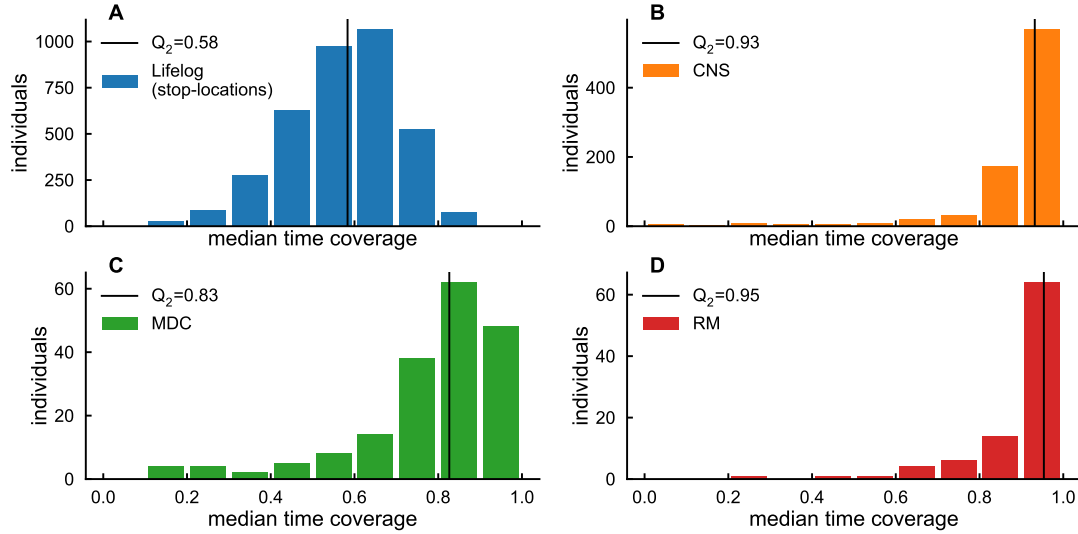 A
Q2=0.58
Lifelog
(stop-locations)
individuals
1000
750
500
250
0
median time coverage
B
Q2=0.93
CNS
individuals
400
200
0
median time coverage
C
Q2=0.83
MDC
individuals
60
40
20
0
0.0 0.2 0.4 0.6 0.8 1.0
median time coverage
D
Q2=0.95
RM
individuals
60
40
20
0
0.0 0.2 0.4 0.6 0.8 1.0
median time coverage